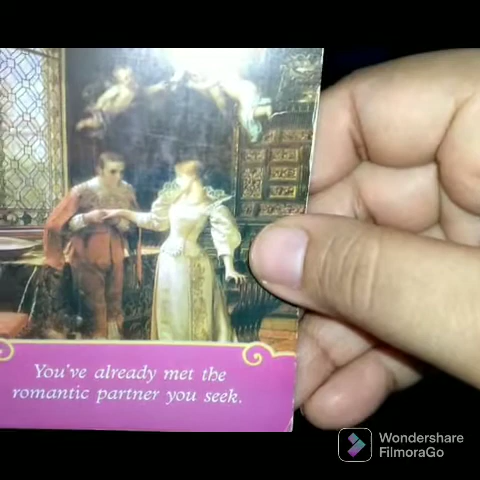 You've already met the
romantic partner you seek.
Wondershare
FilmoraGo